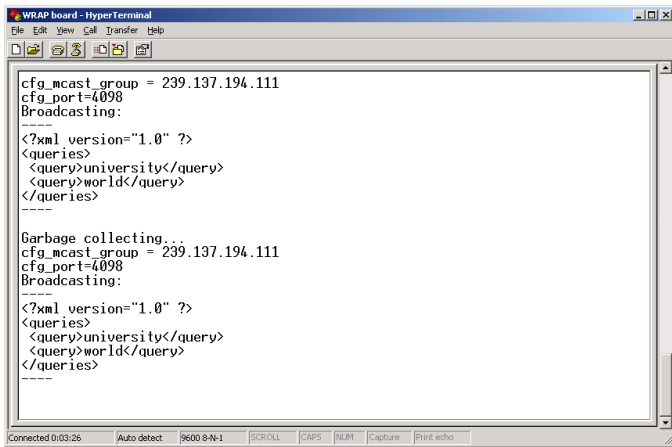 WRAP board - HyperTerminal
File Edit View Call Transfer Help
cfg_mcast_group = 239.137.194.111
cfg_port=4098
Broadcasting:
----
<?xml version="1.0" ?>
<queries>
 <query>university</query>
 <query>world</query>
</queries>
----
Garbage collecting...
cfg_mcast_group = 239.137.194.111
cfg_port=4098
Broadcasting:
----
<?xml version="1.0" ?>
<queries>
 <query>university</query>
 <query>world</query>
</queries>
----
Connected 0:03:26 Auto detect 9600 8-N-1 SCROLL CAPS NUM Capture Print echo